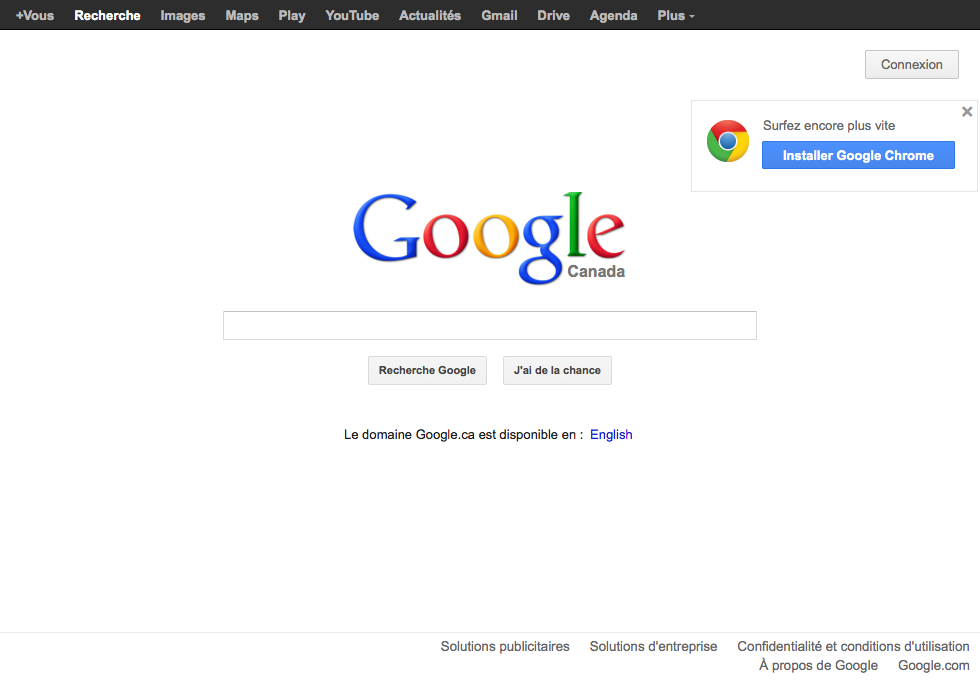 +Vous Recherche Images Maps Play YouTube Actualités Gmail Drive Agenda Plus
Connexion
Surfez encore plus vite
Installer Google Chrome
Google
Canada
Recherche Google J'ai de la chance
Le domaine Google.ca est disponible en : English
Solutions publicitaires Solutions d'entreprise Confidentialité et conditions d'utilisation
À propos de Google Google.com